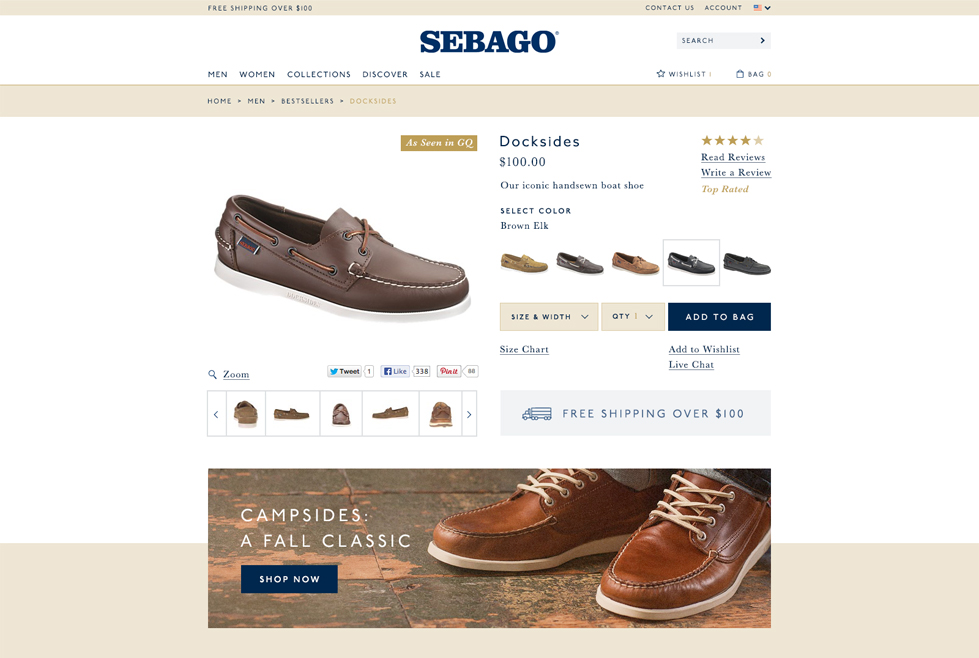 FREE SHIPPING OVER $100
CONTACT US ACCOUNT
SEBAGO®
SEARCH
MEN WOMEN COLLECTIONS DISCOVER SALE
WISHLIST 1 BAG 0
HOME > MEN > BESTSELLERS > DOCKSIDES
As Seen in GQ
Docksides
$100.00
Our iconic handsewn boat shoe
Read Reviews
Write a Review
Top Rated
SELECT COLOR
Brown Elk
SIZE & WIDTH QTY 1 ADD TO BAG
Size Chart
Add to Wishlist
Live Chat
Zoom
Tweet 1 Like 338 Pin it 88
FREE SHIPPING OVER $100
CAMPSIDES:
A FALL CLASSIC
SHOP NOW